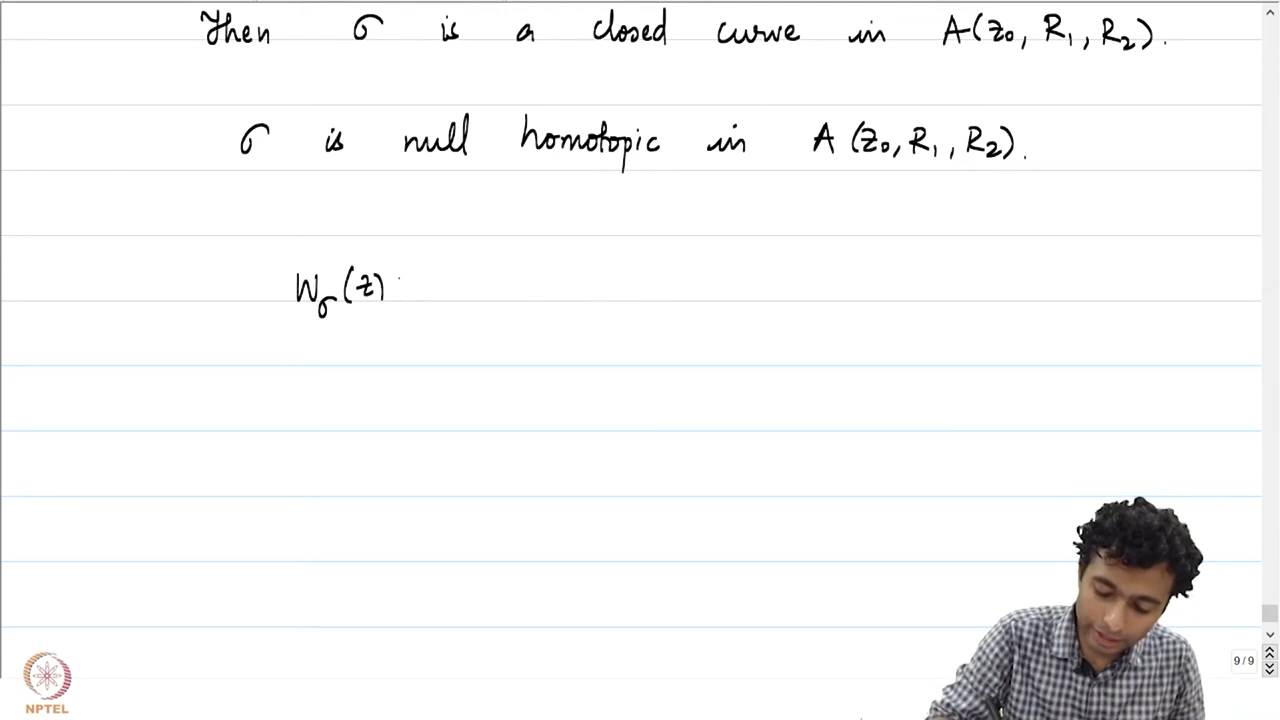 Then σ is a closed curve in A(z₀, R₁, R₂).
σ is null homotopic in A(z₀, R₁, R₂).
W_σ(z)
9 / 9
NPTEL